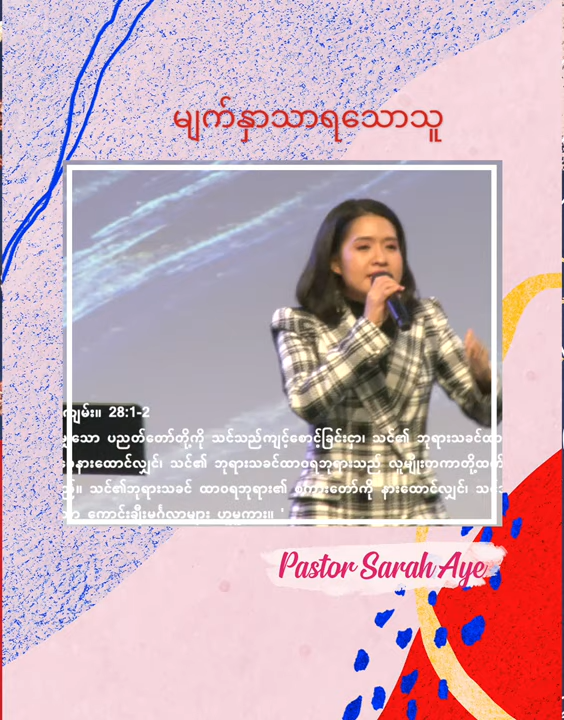 မျက်နှာသာရသောသူ
ကျမ်း။ 28:1-2
မျှသော ပညတ်တော်တို့ကို သင်သည်ကျင့်စောင့်ခြင်းငှာ၊ သင်၏ ဘုရားသခင်ထာ
နားထောင်လျှင်၊ သင်၏ ဘုရားသခင်ထာဝရဘုရားသည် လူမျိုးတကာတို့ထက်
သင်၏ဘုရားသခင် ထာဝရဘုရား၏ စကားတော်ကို နားထောင်လျှင်၊
ကောင်းချီးမင်္ဂလာများ ဟူမူကား။
Pastor Sarah Aye